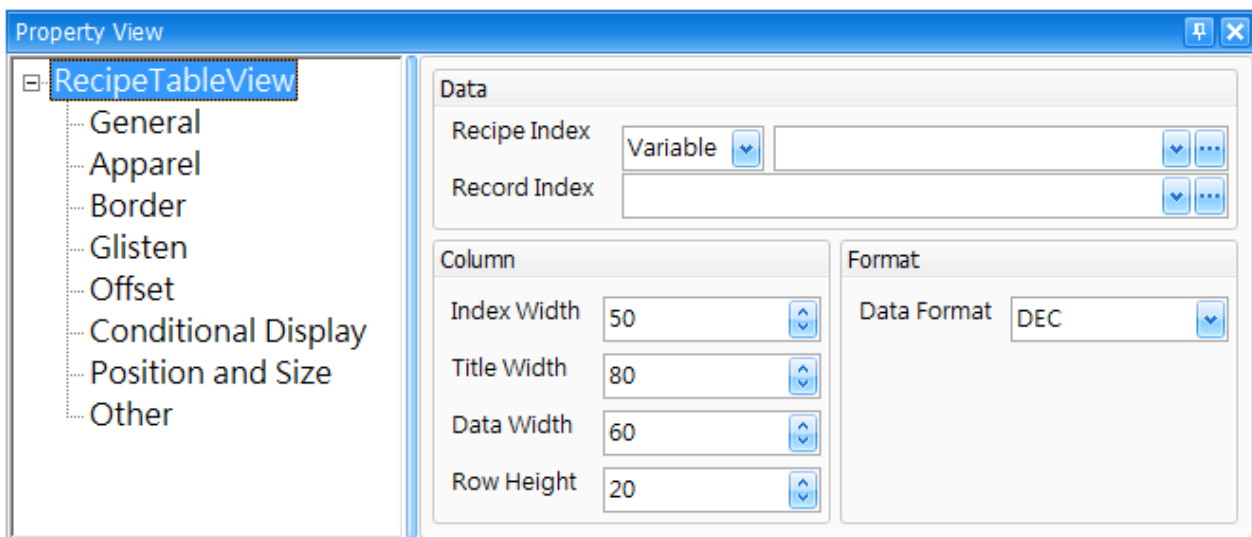 Property View
RecipeTableView
General
Apparel
Border
Glisten
Offset
Conditional Display
Position and Size
Other
Data
Recipe Index Variable
Record Index
Column
Index Width 50
Title Width 80
Data Width 60
Row Height 20
Format
Data Format DEC